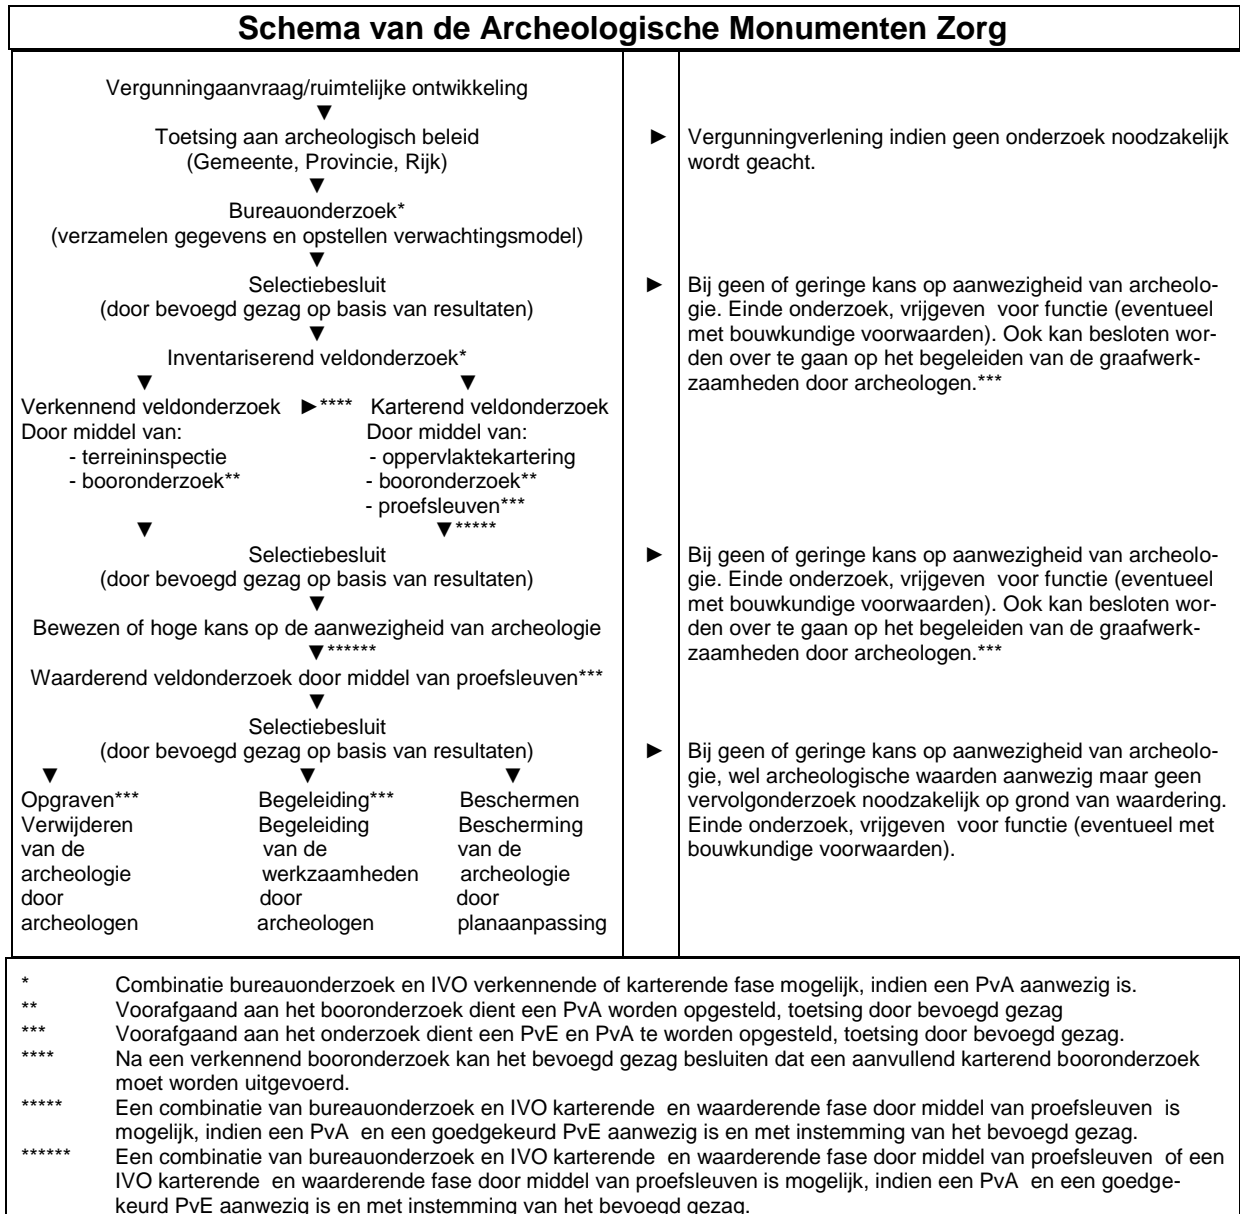 Schema van de Archeologische Monumenten Zorg
Vergunningaanvraag/ruimtelijke ontwikkeling
▼
Toetsing aan archeologisch beleid
(Gemeente, Provincie, Rijk)
► Vergunningverlening indien geen onderzoek noodzakelijk
wordt geacht.
▼
Bureauonderzoek*
(verzamelen gegevens en opstellen verwachtingsmodel)
▼
Selectiebesluit
(door bevoegd gezag op basis van resultaten)
► Bij geen of geringe kans op aanwezigheid van archeolo-
gie. Einde onderzoek, vrijgeven voor functie (eventueel
met bouwkundige voorwaarden). Ook kan besloten wor-
den over te gaan op het begeleiden van de graafwerk-
zaamheden door archeologen.***
▼
Inventariserend veldonderzoek*
▼ ▼
Verkennend veldonderzoek ►**** Karterend veldonderzoek
Door middel van: Door middel van:
- terreininspectie - oppervlaktekartering
- booronderzoek** - booronderzoek**
- proefsleuven***
▼ ▼*****
Selectiebesluit
(door bevoegd gezag op basis van resultaten)
► Bij geen of geringe kans op aanwezigheid van archeolo-
gie. Einde onderzoek, vrijgeven voor functie (eventueel
met bouwkundige voorwaarden). Ook kan besloten wor-
den over te gaan op het begeleiden van de graafwerk-
zaamheden door archeologen.***
▼
Bewezen of hoge kans op de aanwezigheid van archeologie
▼******
Waarderend veldonderzoek door middel van proefsleuven***
▼
Selectiebesluit
(door bevoegd gezag op basis van resultaten)
► Bij geen of geringe kans op aanwezigheid van archeolo-
gie, wel archeologische waarden aanwezig maar geen
vervolgonderzoek noodzakelijk op grond van waardering.
Einde onderzoek, vrijgeven voor functie (eventueel met
bouwkundige voorwaarden).
▼ ▼ ▼
Opgraven*** Begeleiding*** Beschermen
Verwijderen Begeleiding Bescherming
van de van de van de
archeologie werkzaamheden archeologie
door door door
archeologen archeologen planaanpassing
* Combinatie bureauonderzoek en IVO verkennende of karterende fase mogelijk, indien een PvA aanwezig is.
** Voorafgaand aan het booronderzoek dient een PvA worden opgesteld, toetsing door bevoegd gezag
*** Voorafgaand aan het onderzoek dient een PvE en PvA te worden opgesteld, toetsing door bevoegd gezag.
**** Na een verkennend booronderzoek kan het bevoegd gezag besluiten dat een aanvullend karterend booronderzoek
moet worden uitgevoerd.
***** Een combinatie van bureauonderzoek en IVO karterende en waarderende fase door middel van proefsleuven is
mogelijk, indien een PvA en een goedgekeurd PvE aanwezig is en met instemming van het bevoegd gezag.
****** Een combinatie van bureauonderzoek en IVO karterende en waarderende fase door middel van proefsleuven of een
IVO karterende en waarderende fase door middel van proefsleuven is mogelijk, indien een PvA en een goedge-
keurd PvE aanwezig is en met instemming van het bevoegd gezag.